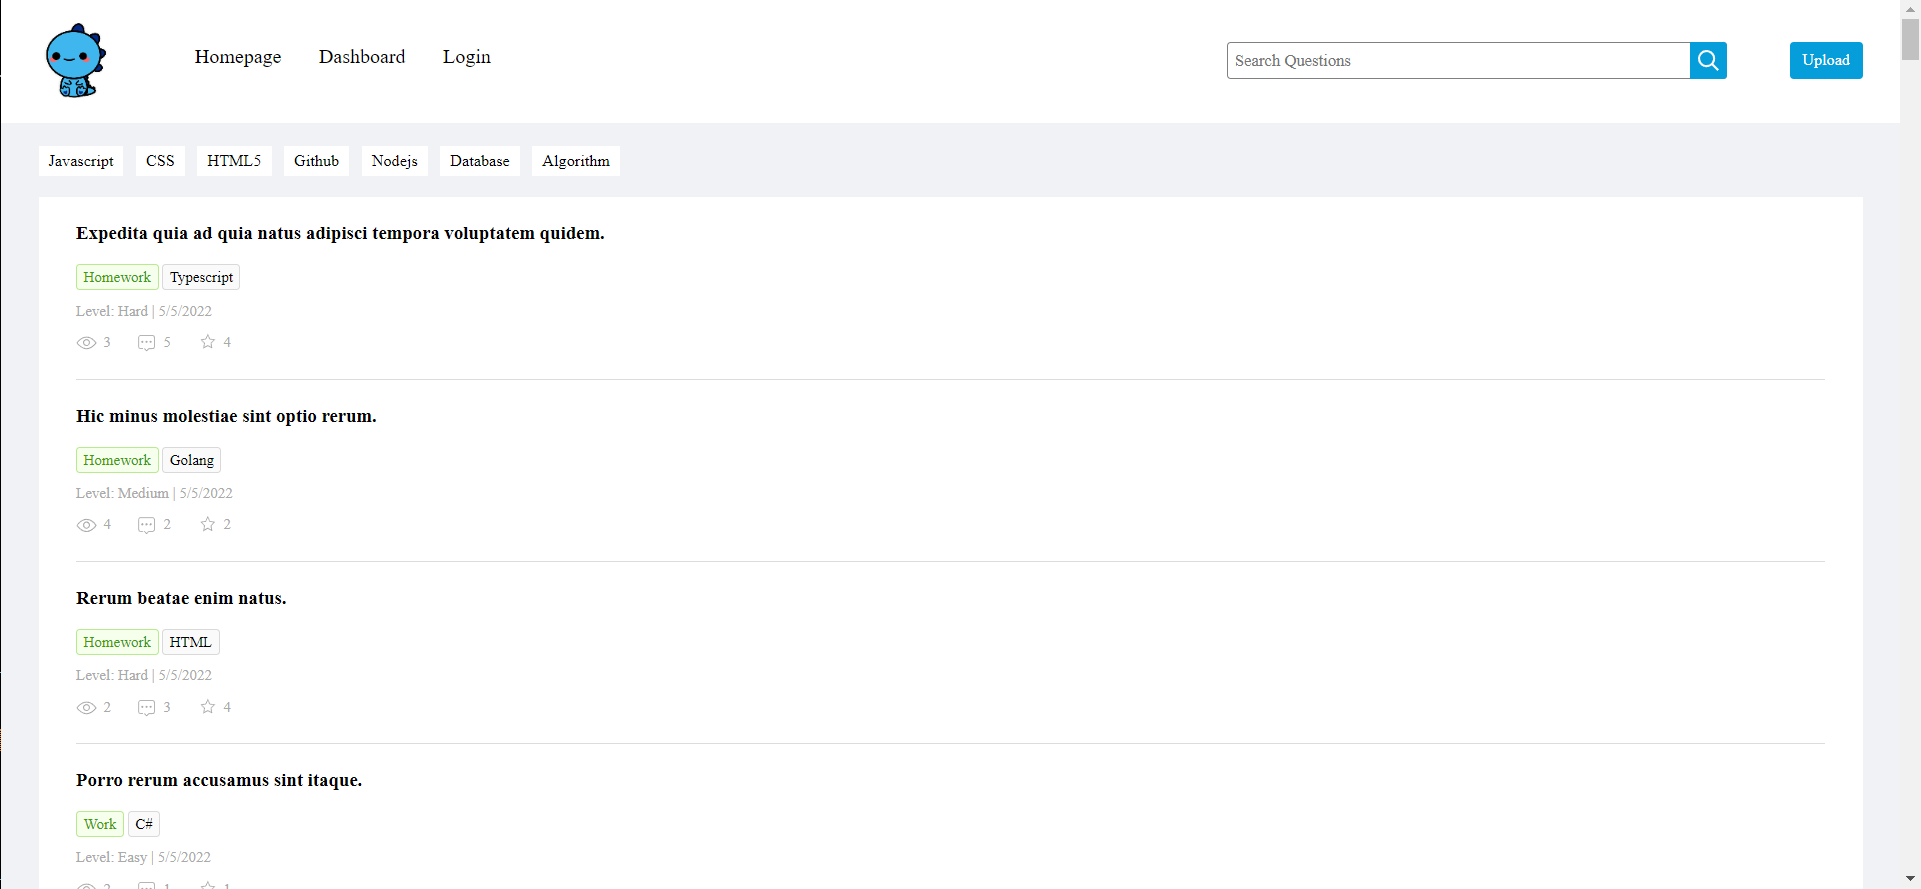 Homepage Dashboard Login Search Questions Upload
Javascript CSS HTML5 Github Nodejs Database Algorithm
Expedita quia ad quia natus adipisci tempora voluptatem quidem.
Homework Typescript
Level: Hard | 5/5/2022
3 5 4
Hic minus molestiae sint optio rerum.
Homework Golang
Level: Medium | 5/5/2022
4 2 2
Rerum beatae enim natus.
Homework HTML
Level: Hard | 5/5/2022
2 3 4
Porro rerum accusamus sint itaque.
Work C#
Level: Easy | 5/5/2022
2 1 1